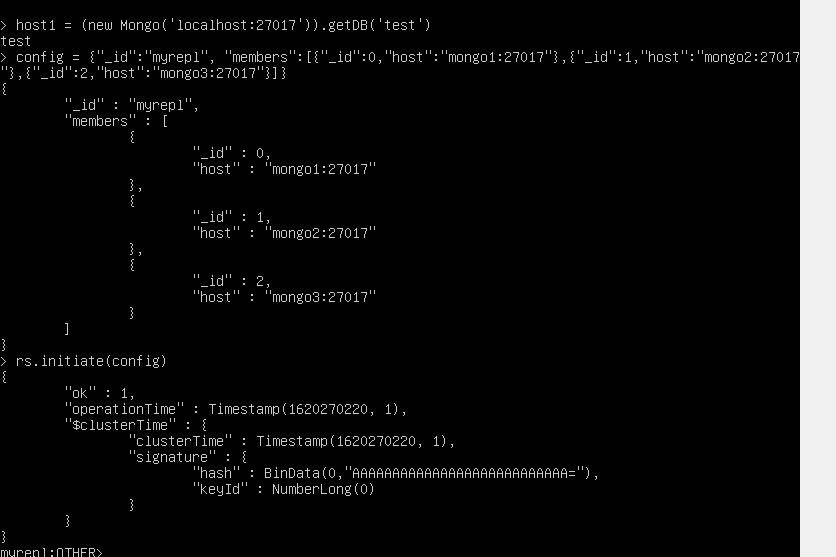 > host1 = (new Mongo('localhost:27017')).getDB('test')
test
> config = {"_id":"myrepl", "members":[{"_id":0,"host":"mongo1:27017"},{"_id":1,"host":"mongo2:27017
"},{"_id":2,"host":"mongo3:27017"}]}
{
"_id" : "myrepl",
"members" : [
{
"_id" : 0,
"host" : "mongo1:27017"
},
{
"_id" : 1,
"host" : "mongo2:27017"
},
{
"_id" : 2,
"host" : "mongo3:27017"
}
]
}
> rs.initiate(config)
{
"ok" : 1,
"operationTime" : Timestamp(1620270220, 1),
"$clusterTime" : {
"clusterTime" : Timestamp(1620270220, 1),
"signature" : {
"hash" : BinData(0,"AAAAAAAAAAAAAAAAAAAAAAAAAAA="),
"keyId" : NumberLong(0)
}
}
}
myrepl:OTHER>